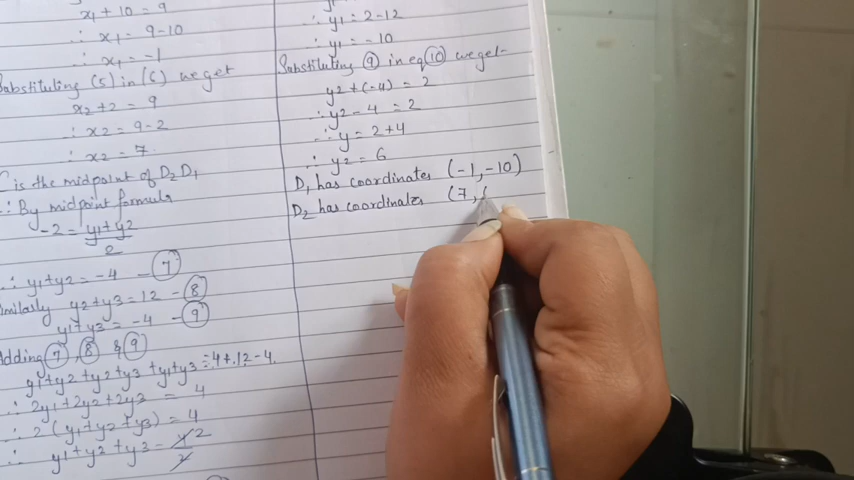 x1 + 10 = 9
∴ x1 = 9-10
∴ x1 = -1
Substituting (5) in (6) we get
x2+2 = 9
∴ x2 = 9-2
∴ x2 = 7
C is the midpoint of D2D1
∴ By midpoint formula
-2 = y1+y2
2
∴ y1+y2 = -4 - 7
Similarly y2+y3 = 12 - 8
y1+y3 = -4 - 9
Adding 7, 8 & 9
y1+y2+y2+y3+y1+y3 = -4+12-4
∴ 2y1+2y2+2y3 = 4
∴ 2(y1+y2+y3) = 4
∴ y1+y2+y3 = 4 2
2
∴ y1 = 2-12
∴ y1 = -10
Substituting 9 in eq 10 we get-
y2+(-4) = 2
∴ y2-4 = 2
∴ y = 2+4
∴ y2 = 6
D1 has coordinates (-1, -10)
D2 has coordinates (7, (